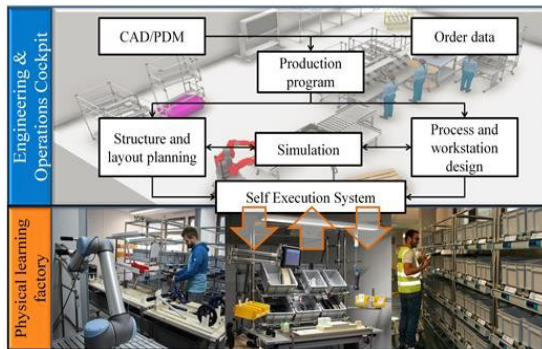 Engineering &
Operations Cockpit
CAD/PDM
Order data
Production
program
Structure and
layout planning
Simulation
Process and
workstation
design
Self Execution System
Physical learning
factory